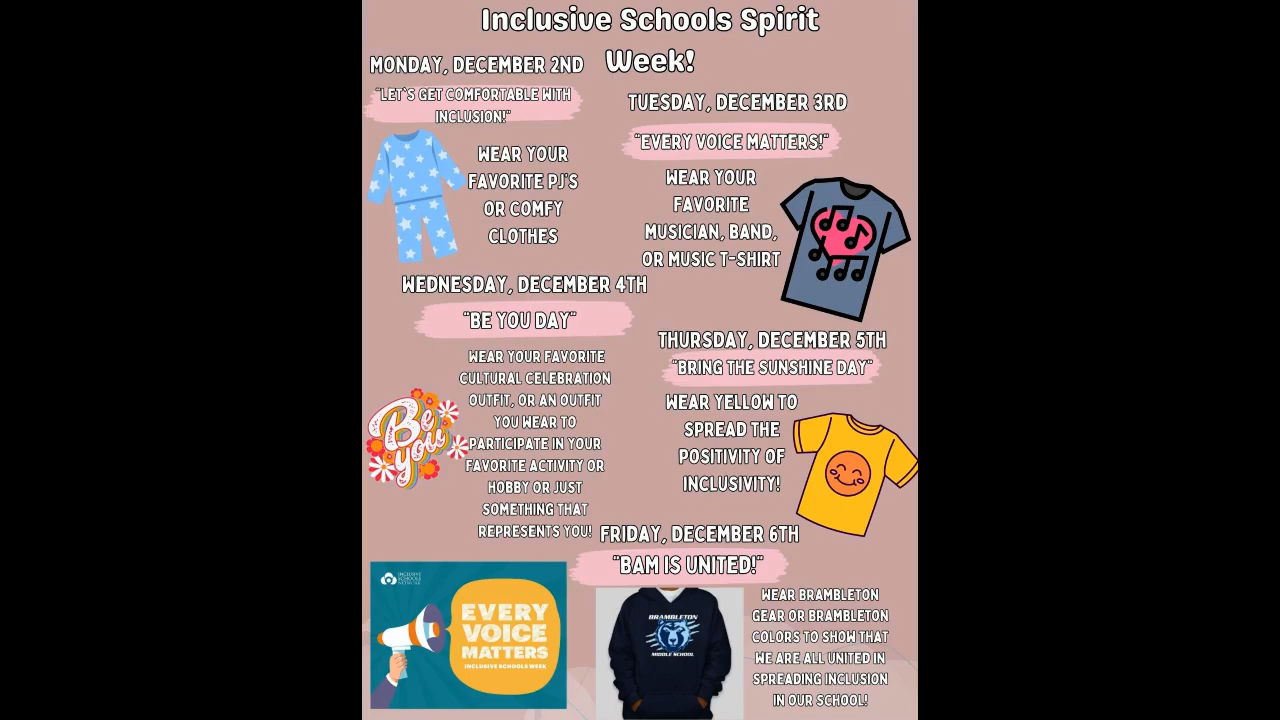 Inclusive Schools Spirit
Week!
MONDAY, DECEMBER 2ND
"LET'S GET COMFORTABLE WITH
INCLUSION!"
WEAR YOUR
FAVORITE PJ'S
OR COMFY
CLOTHES
TUESDAY, DECEMBER 3RD
"EVERY VOICE MATTERS!"
WEAR YOUR
FAVORITE
MUSICIAN, BAND,
OR MUSIC T-SHIRT
WEDNESDAY, DECEMBER 4TH
"BE YOU DAY"
WEAR YOUR FAVORITE
CULTURAL CELEBRATION
OUTFIT, OR AN OUTFIT
YOU WEAR TO
PARTICIPATE IN YOUR
FAVORITE ACTIVITY OR
HOBBY OR JUST
SOMETHING THAT
REPRESENTS YOU!
Be
you
THURSDAY, DECEMBER 5TH
"BRING THE SUNSHINE DAY"
WEAR YELLOW TO
SPREAD THE
POSITIVITY OF
INCLUSIVITY!
FRIDAY, DECEMBER 6TH
"BAM IS UNITED!"
WEAR BRAMBLETON
GEAR OR BRAMBLETON
COLORS TO SHOW THAT
WE ARE ALL UNITED IN
SPREADING INCLUSION
IN OUR SCHOOL!
BRAMBLETON
MIDDLE SCHOOL
INCLUSIVE
SCHOOLS
NETWORK
EVERY
VOICE
MATTERS
INCLUSIVE SCHOOLS WEEK